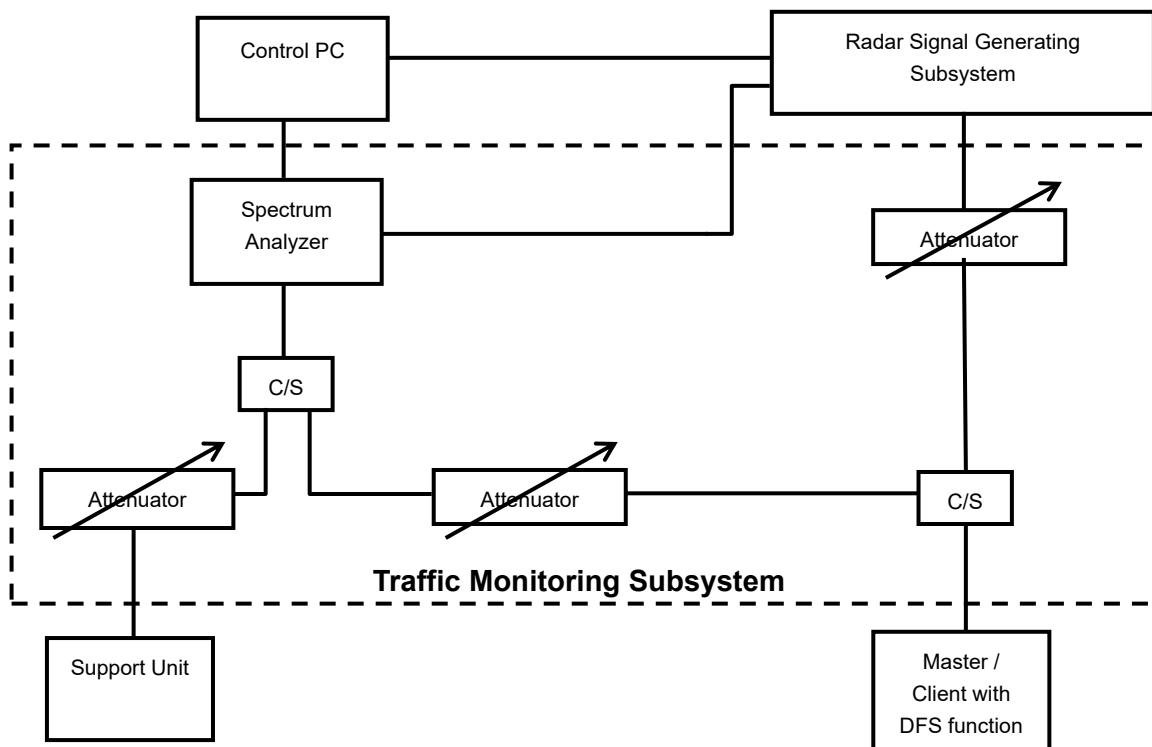 Control PC
Radar Signal Generating
Subsystem
Spectrum
Analyzer
Attenuator
C/S
Attenuator
Attenuator
C/S
Traffic Monitoring Subsystem
Support Unit
Master /
Client with
DFS function